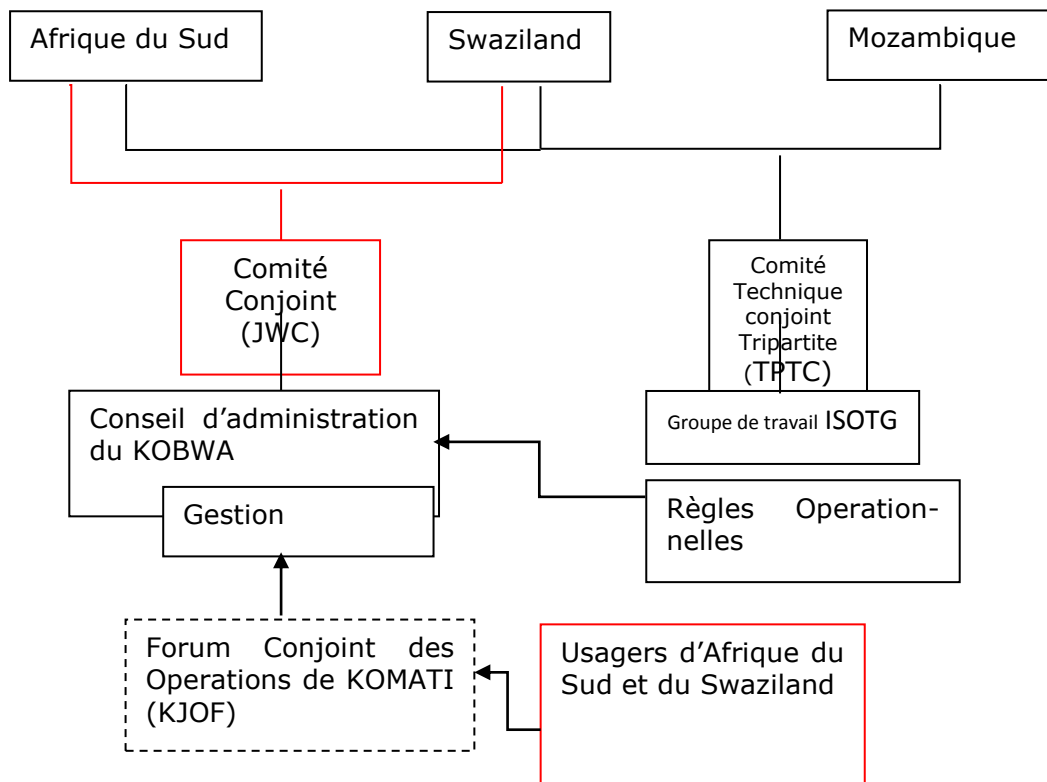 Afrique du Sud
Swaziland
Mozambique
Comité
Conjoint
(JWC)
Comité
Technique
conjoint
Tripartite
(TPTC)
Conseil d'administration
du KOBWA
Groupe de travail ISOTG
Gestion
Règles Operation-
nelles
Forum Conjoint des
Operations de KOMATI
(KJOF)
Usagers d'Afrique du
Sud et du Swaziland